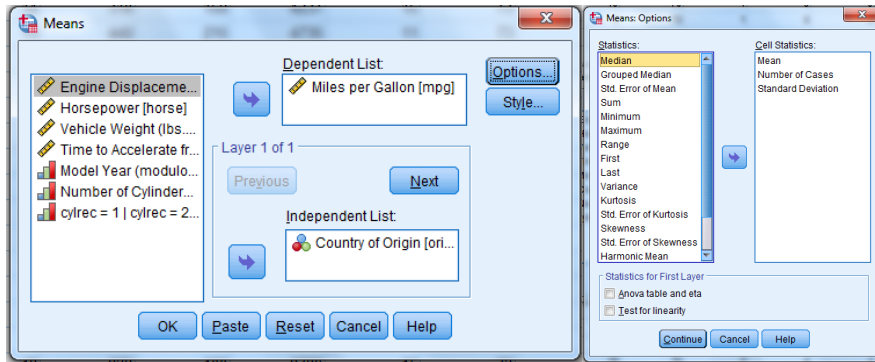 Means
Dependent List:
Engine Displaceme...
Horsepower [horse]
Vehicle Weight (lbs....
Time to Accelerate fr...
Model Year (modulo...
Number of Cylinder...
cylrec = 1 | cylrec = 2...
Miles per Gallon [mpg]
Options...
Style...
Layer 1 of 1
Previous
Next
Independent List:
Country of Origin [ori...
OK
Paste
Reset
Cancel
Help
Means: Options
Statistics:
Median
Grouped Median
Std. Error of Mean
Sum
Minimum
Maximum
Range
First
Last
Variance
Kurtosis
Std. Error of Kurtosis
Skewness
Std. Error of Skewness
Harmonic Mean
Cell Statistics:
Mean
Number of Cases
Standard Deviation
Statistics for First Layer
Anova table and eta
Test for linearity
Continue
Cancel
Help